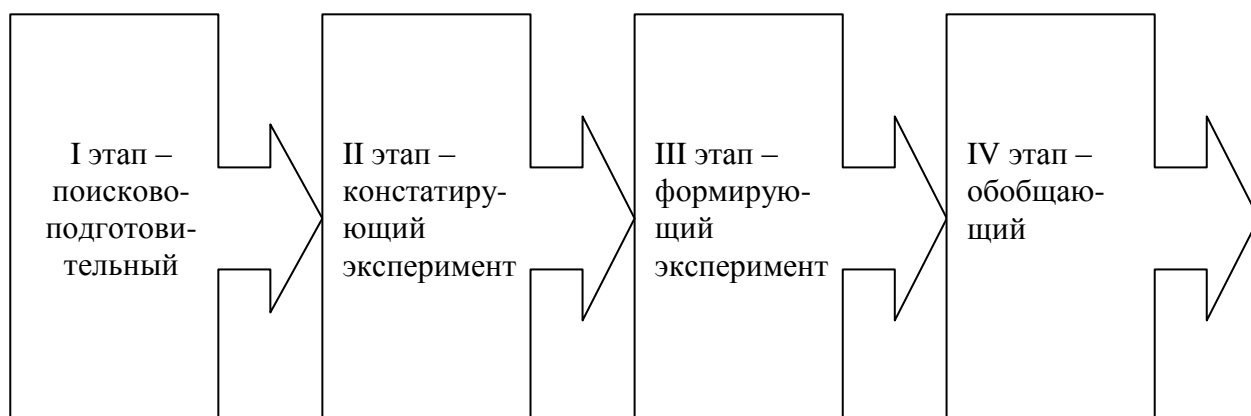 I этап –
поисково-
подготови-
тельный
II этап –
констатиру-
ющий
эксперимент
III этап –
формирую-
щий
эксперимент
IV этап –
обобщаю-
щий